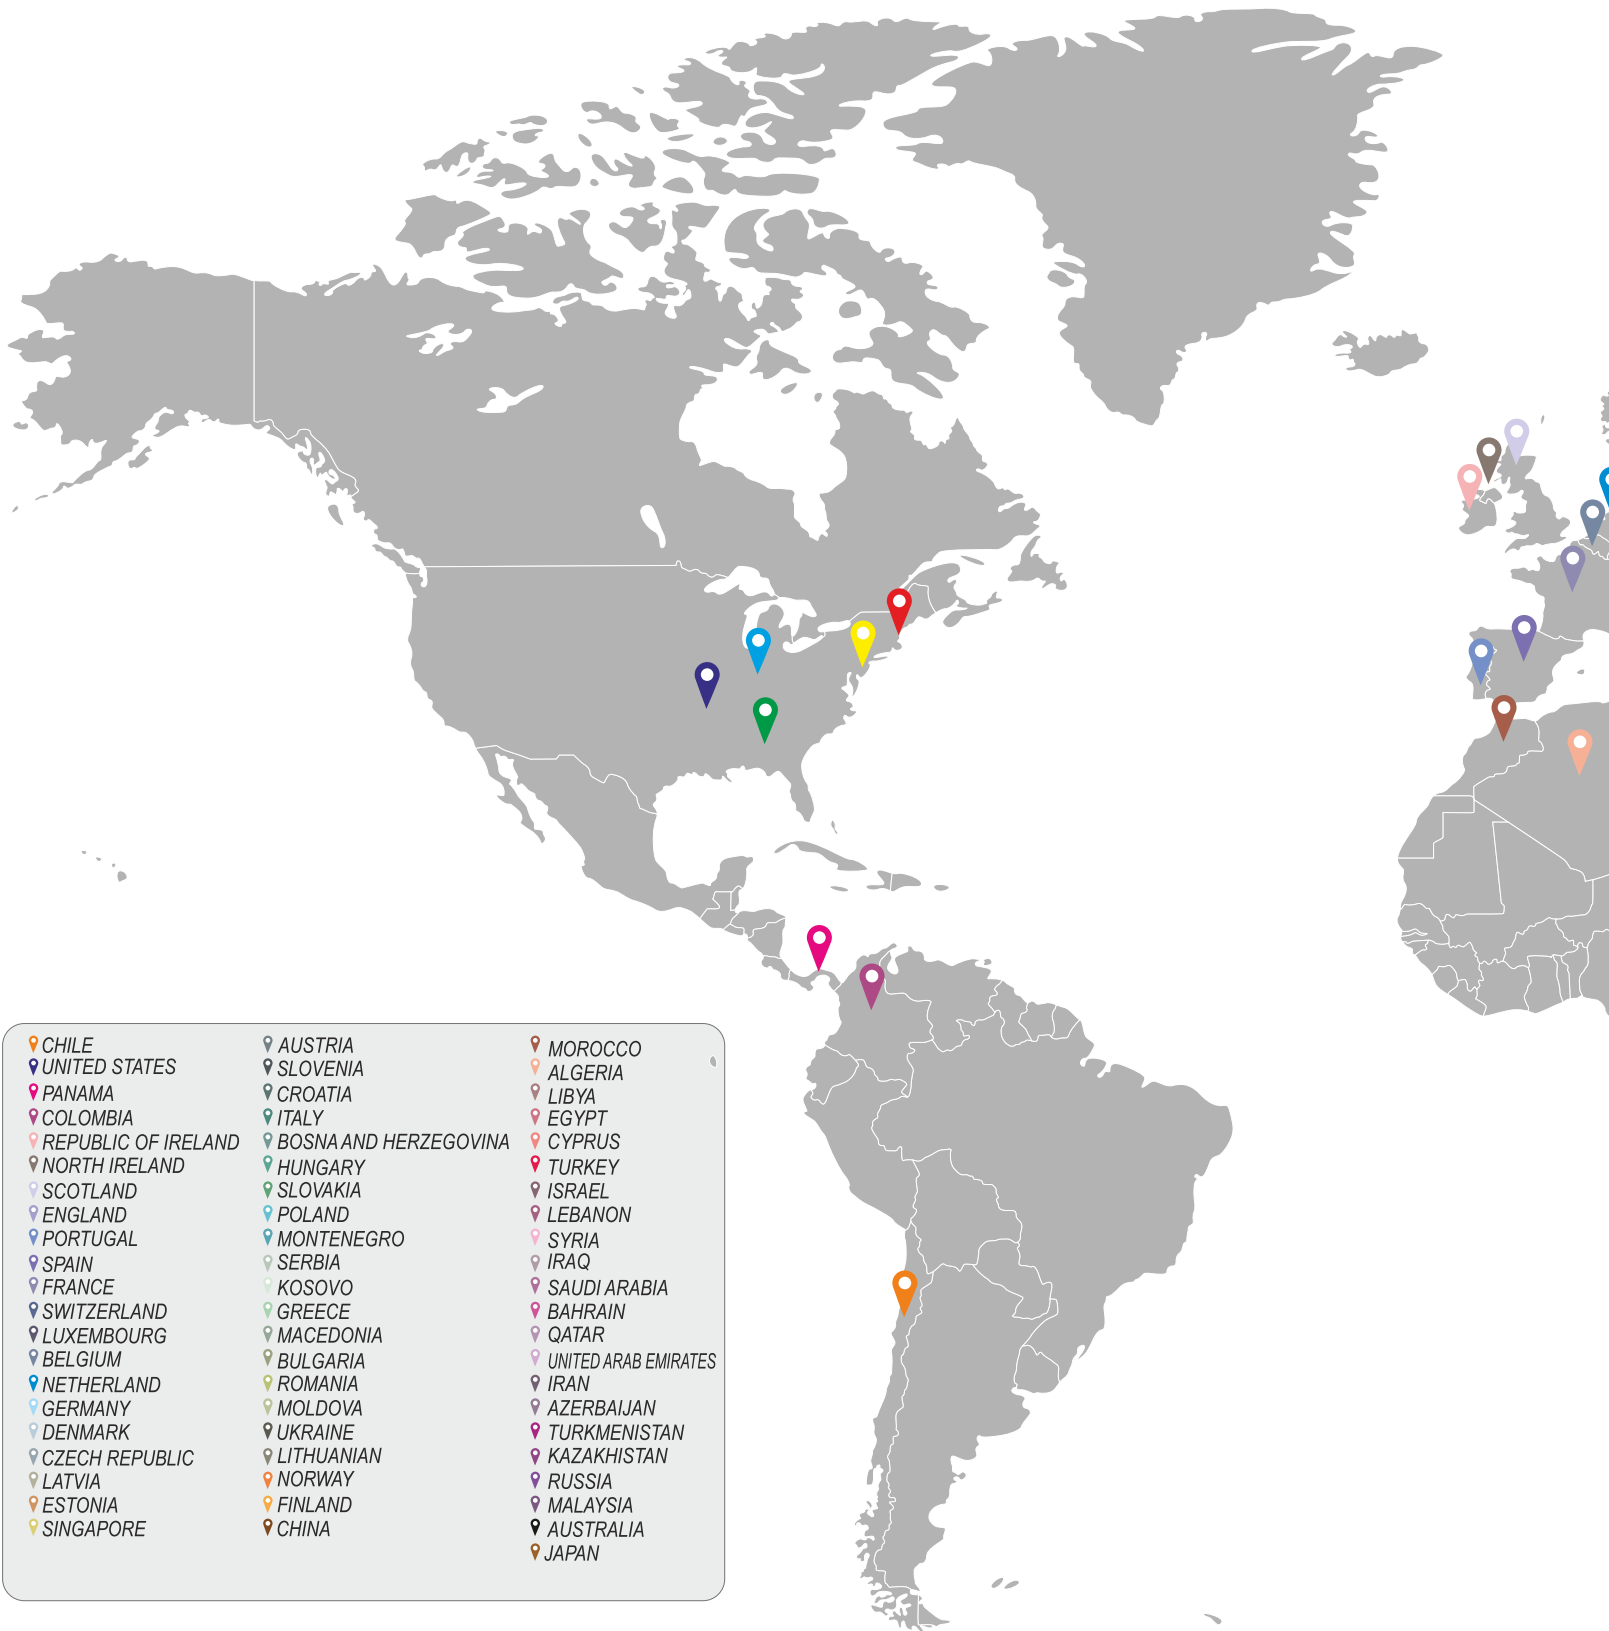 CHILE
UNITED STATES
PANAMA
COLOMBIA
REPUBLIC OF IRELAND
NORTH IRELAND
SCOTLAND
ENGLAND
PORTUGAL
SPAIN
FRANCE
SWITZERLAND
LUXEMBOURG
BELGIUM
NETHERLAND
GERMANY
DENMARK
CZECH REPUBLIC
LATVIA
ESTONIA
SINGAPORE
AUSTRIA
SLOVENIA
CROATIA
ITALY
BOSNA AND HERZEGOVINA
HUNGARY
SLOVAKIA
POLAND
MONTENEGRO
SERBIA
KOSOVO
GREECE
MACEDONIA
BULGARIA
ROMANIA
MOLDOVA
UKRAINE
LITHUANIAN
NORWAY
FINLAND
CHINA
MOROCCO
ALGERIA
LIBYA
EGYPT
CYPRUS
TURKEY
ISRAEL
LEBANON
SYRIA
IRAQ
SAUDI ARABIA
BAHRAIN
QATAR
UNITED ARAB EMIRATES
IRAN
AZERBAIJAN
TURKMENISTAN
KAZAKHISTAN
RUSSIA
MALAYSIA
AUSTRALIA
JAPAN